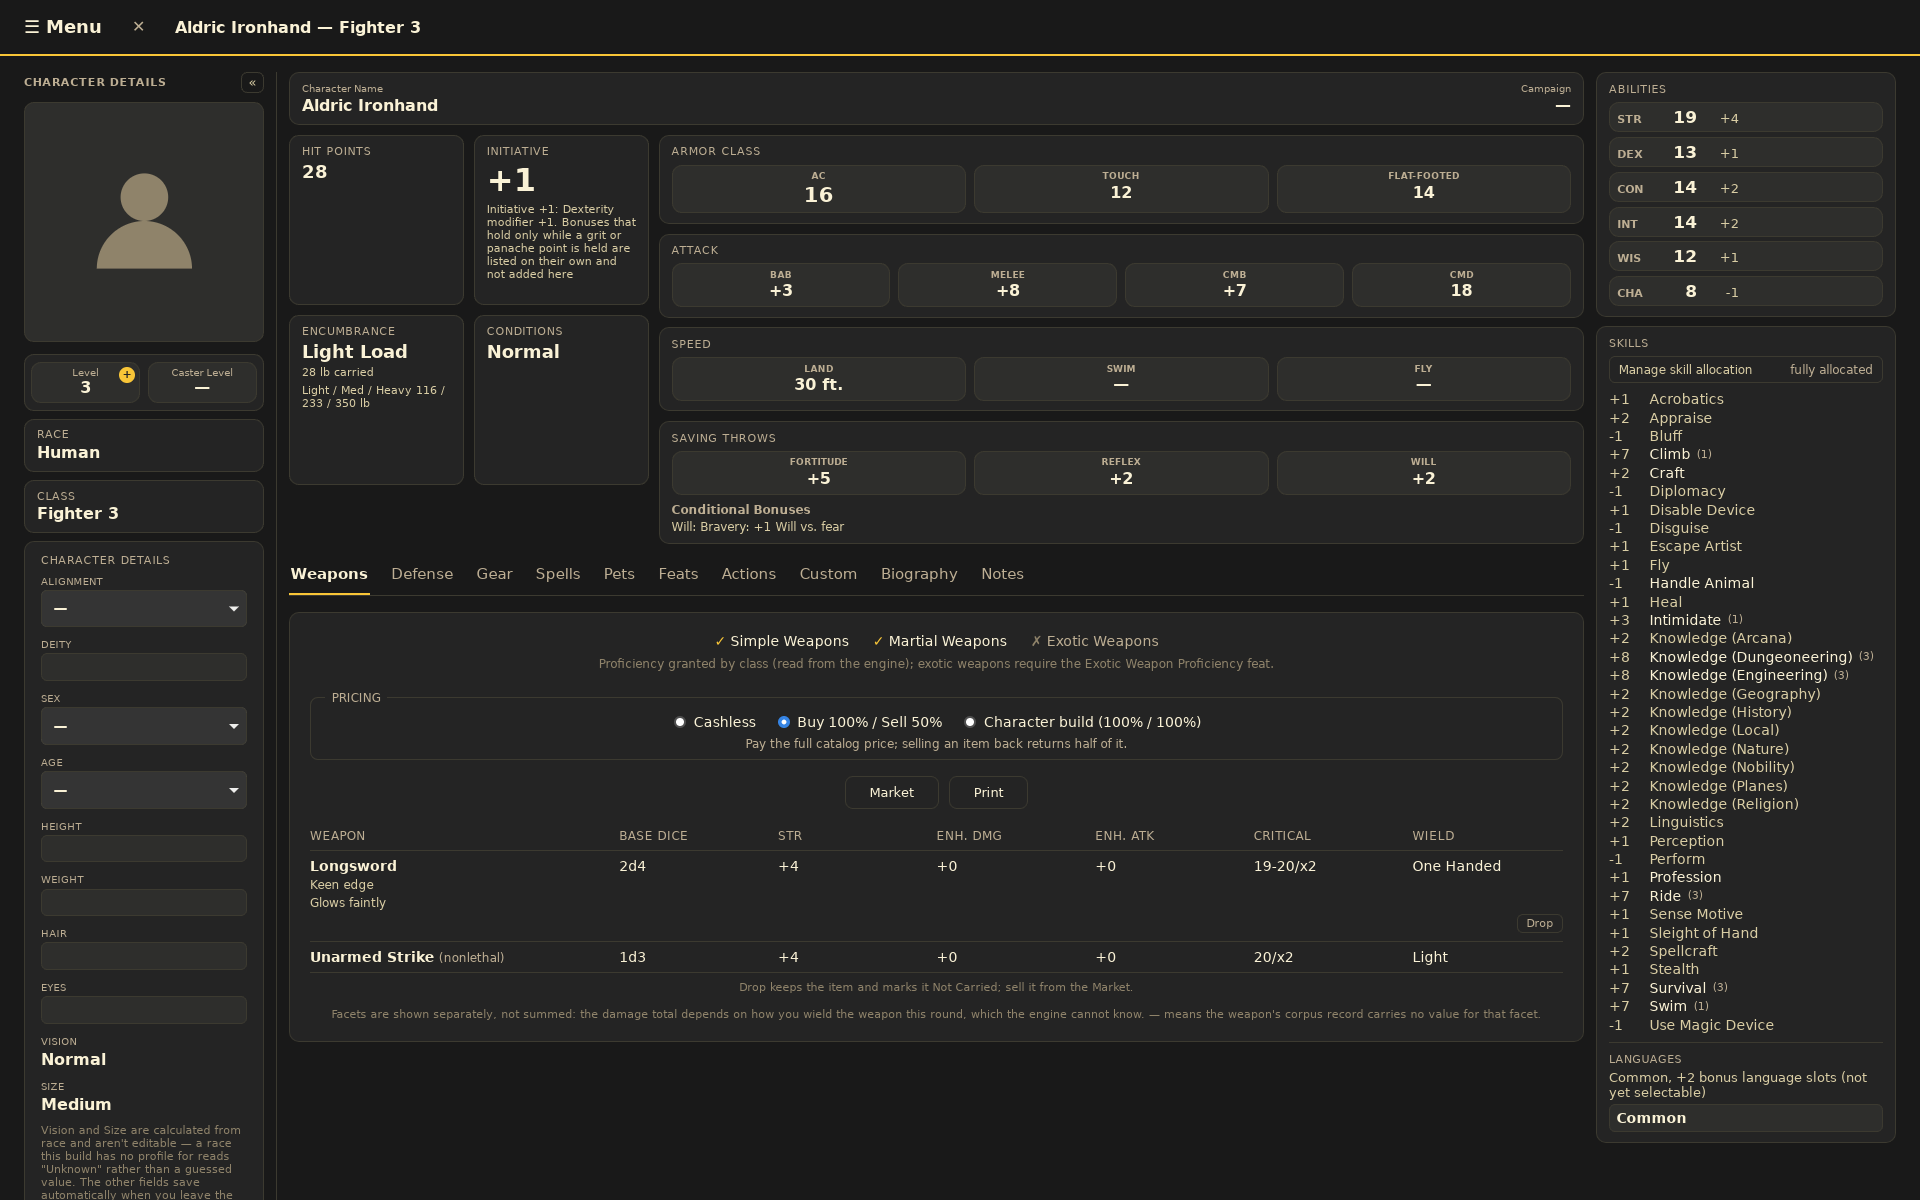 ☰ Menu ✕ Aldric Ironhand — Fighter 3
CHARACTER DETAILS «
Level
3
+
Caster Level
—
RACE
Human
CLASS
Fighter 3
CHARACTER DETAILS
ALIGNMENT
—
DEITY
SEX
—
AGE
—
HEIGHT
WEIGHT
HAIR
EYES
VISION
Normal
SIZE
Medium
Vision and Size are calculated from
race and aren't editable — a race
this build has no profile for reads
"Unknown" rather than a guessed
value. The other fields save
automatically when you leave the
Character Name
Aldric Ironhand
Campaign
—
HIT POINTS
28
INITIATIVE
+1
Initiative +1: Dexterity
modifier +1. Bonuses that
hold only while a grit or
panache point is held are
listed on their own and
not added here
ENCUMBRANCE
Light Load
28 lb carried
Light / Med / Heavy 116 /
233 / 350 lb
CONDITIONS
Normal
ARMOR CLASS
AC
16
TOUCH
12
FLAT-FOOTED
14
ATTACK
BAB
+3
MELEE
+8
CMB
+7
CMD
18
SPEED
LAND
30 ft.
SWIM
—
FLY
—
SAVING THROWS
FORTITUDE
+5
REFLEX
+2
WILL
+2
Conditional Bonuses
Will: Bravery: +1 Will vs. fear
Weapons Defense Gear Spells Pets Feats Actions Custom Biography Notes
✓ Simple Weapons ✓ Martial Weapons ✗ Exotic Weapons
Proficiency granted by class (read from the engine); exotic weapons require the Exotic Weapon Proficiency feat.
PRICING
Cashless Buy 100% / Sell 50% Character build (100% / 100%)
Pay the full catalog price; selling an item back returns half of it.
Market Print
WEAPON BASE DICE STR ENH. DMG ENH. ATK CRITICAL WIELD
Longsword 2d4 +4 +0 +0 19-20/x2 One Handed
Keen edge
Glows faintly
Drop
Unarmed Strike (nonlethal) 1d3 +4 +0 +0 20/x2 Light
Drop keeps the item and marks it Not Carried; sell it from the Market.
Facets are shown separately, not summed: the damage total depends on how you wield the weapon this round, which the engine cannot know. — means the weapon's corpus record carries no value for that facet.
ABILITIES
STR 19 +4
DEX 13 +1
CON 14 +2
INT 14 +2
WIS 12 +1
CHA 8 -1
SKILLS
Manage skill allocation fully allocated
+1 Acrobatics
+2 Appraise
-1 Bluff
+7 Climb (1)
+2 Craft
-1 Diplomacy
+1 Disable Device
-1 Disguise
+1 Escape Artist
+1 Fly
-1 Handle Animal
+1 Heal
+3 Intimidate (1)
+2 Knowledge (Arcana)
+8 Knowledge (Dungeoneering) (3)
+8 Knowledge (Engineering) (3)
+2 Knowledge (Geography)
+2 Knowledge (History)
+2 Knowledge (Local)
+2 Knowledge (Nature)
+2 Knowledge (Nobility)
+2 Knowledge (Planes)
+2 Knowledge (Religion)
+2 Linguistics
+1 Perception
-1 Perform
+1 Profession
+7 Ride (3)
+1 Sense Motive
+1 Sleight of Hand
+2 Spellcraft
+1 Stealth
+7 Survival (3)
+7 Swim (1)
-1 Use Magic Device
LANGUAGES
Common, +2 bonus language slots (not
yet selectable)
Common